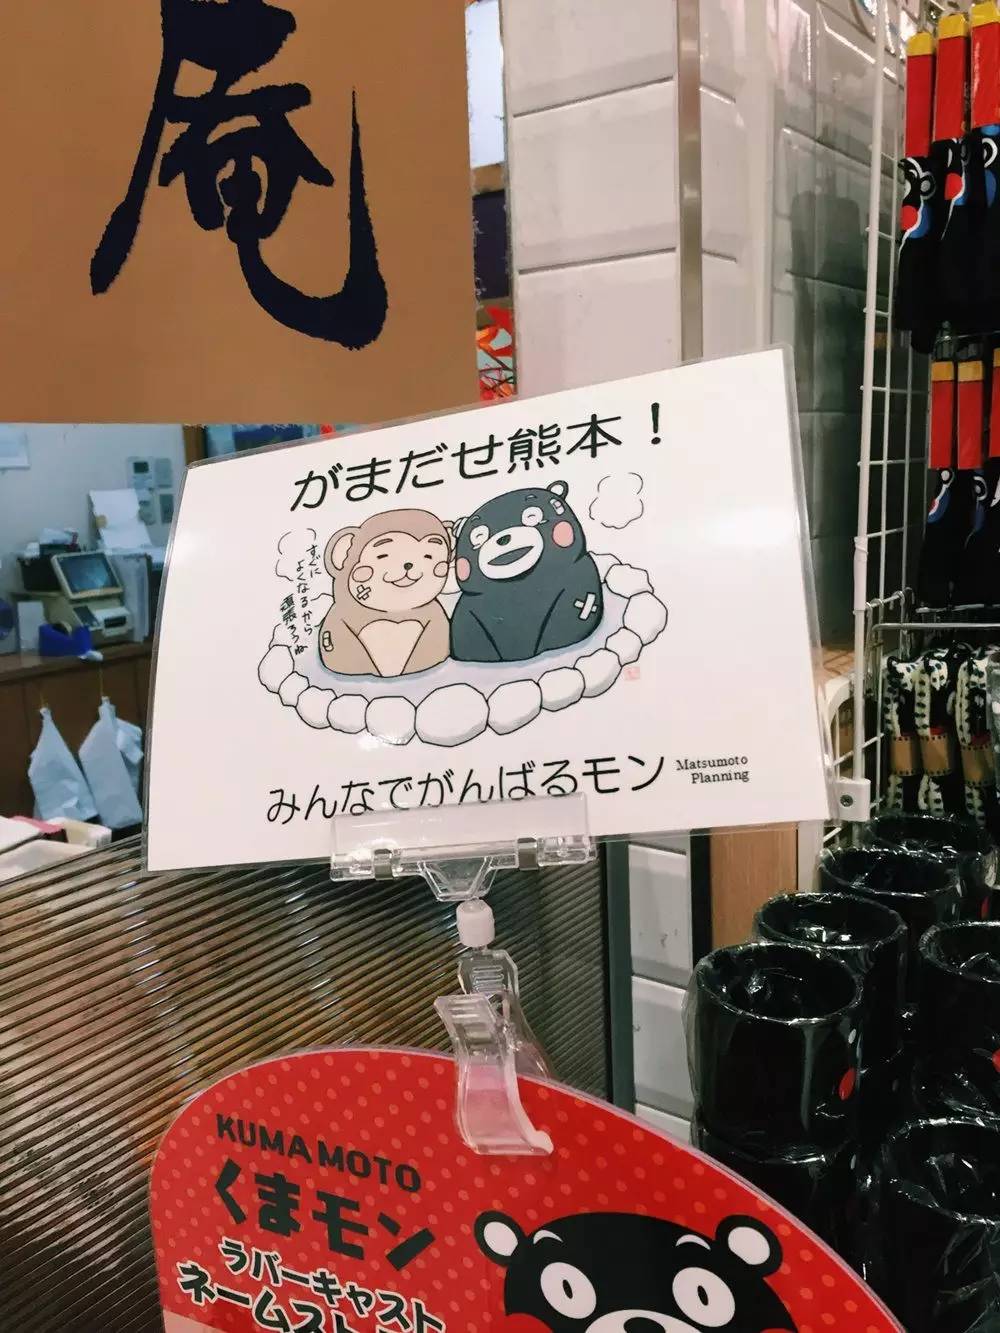 庵
がまだせ熊本！
すぐに
よくなるから
頑張ろうね
みんなでがんばるモン
Matsumoto
Planning
KUMAMOTO
くまモン
ラバーキャスト
ネームスト